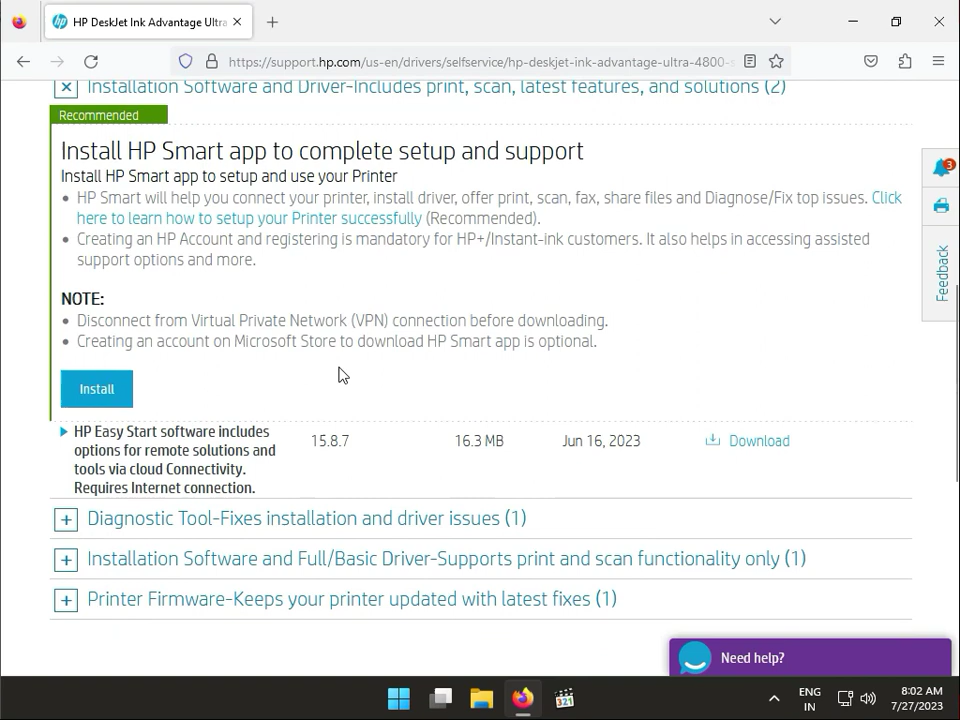 HP DeskJet Ink Advantage Ultra
https://support.hp.com/us-en/drivers/selfservice/hp-deskjet-ink-advantage-ultra-4800-s
Installation Software and Driver-Includes print, scan, latest features, and solutions (2)
Recommended
Install HP Smart app to complete setup and support
Install HP Smart app to setup and use your Printer
HP Smart will help you connect your printer, install driver, offer print, scan, fax, share files and Diagnose/Fix top issues. Click
here to learn how to setup your Printer successfully (Recommended).
Creating an HP Account and registering is mandatory for HP+/Instant-ink customers. It also helps in accessing assisted
support options and more.
NOTE:
Disconnect from Virtual Private Network (VPN) connection before downloading.
Creating an account on Microsoft Store to download HP Smart app is optional.
Install
HP Easy Start software includes
options for remote solutions and
tools via cloud Connectivity.
Requires Internet connection.
15.8.7
16.3 MB
Jun 16, 2023
Download
Diagnostic Tool-Fixes installation and driver issues (1)
Installation Software and Full/Basic Driver-Supports print and scan functionality only (1)
Printer Firmware-Keeps your printer updated with latest fixes (1)
3
Feedback
Need help?
321
ENG
IN
8:02 AM
7/27/2023